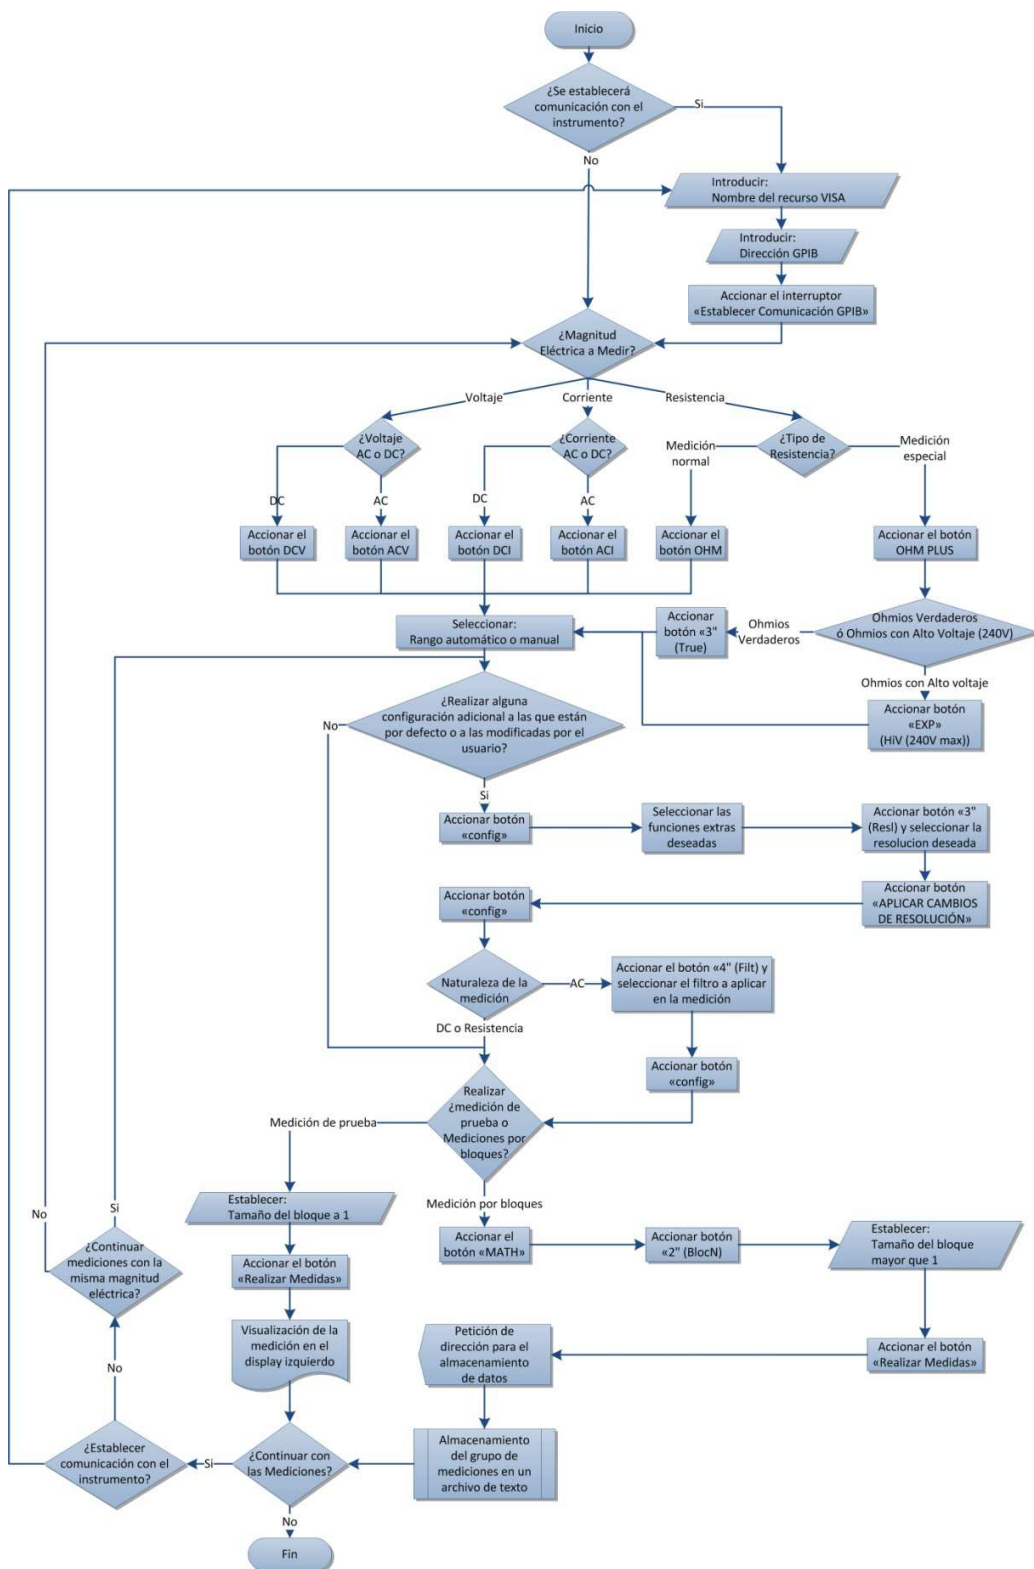 Inicio
¿Se establecerá
comunicación con el
instrumento?
Si
No
Introducir:
Nombre del recurso VISA
Introducir:
Dirección GPIB
Accionar el interruptor
«Establecer Comunicación GPIB»
¿Magnitud
Eléctrica a Medir?
Voltaje
Corriente
Resistencia
¿Voltaje
AC o DC?
¿Corriente
AC o DC?
Medición
normal
¿Tipo de
Resistencia?
Medición
especial
DC
AC
DC
AC
Accionar el
botón DCV
Accionar el
botón ACV
Accionar el
botón DCI
Accionar el
botón ACI
Accionar el
botón OHM
Accionar el botón
OHM PLUS
Seleccionar:
Rango automático o manual
Accionar
botón «3"
(True)
Ohmios
Verdaderos
Ohmios Verdaderos
ó Ohmios con Alto Voltaje (240V)
Ohmios con Alto voltaje
Accionar botón
«EXP»
(HiV (240V max))
¿Realizar alguna
configuración adicional a las que están
por defecto o a las modificadas por el
usuario?
No
Si
Accionar botón
«config»
Seleccionar las
funciones extras
deseadas
Accionar botón «3"
(Resl) y seleccionar la
resolucion deseada
Accionar botón
«APLICAR CAMBIOS
DE RESOLUCIÓN»
Accionar botón
«config»
Naturaleza de la
medición
AC
Accionar el botón «4" (Filt) y
seleccionar el filtro a aplicar
en la medición
DC o Resistencia
Accionar botón
«config»
Realizar
¿medición de
prueba o
Mediciones por
bloques?
Medición de prueba
Medición por bloques
Establecer:
Tamaño del bloque a 1
Accionar el
botón «MATH»
Accionar botón
«2" (BlocN)
Establecer:
Tamaño del bloque
mayor que 1
No
Si
¿Continuar
mediciones con la
misma magnitud
eléctrica?
Accionar el botón
«Realizar Medidas»
Visualización de la
medición en el
display izquierdo
Petición de
dirección para el
almacenamiento
de datos
Accionar el botón
«Realizar Medidas»
No
¿Establecer
comunicación con el
instrumento?
Si
¿Continuar con
las Mediciones?
Almacenamiento
del grupo de
mediciones en un
archivo de texto
No
Fin